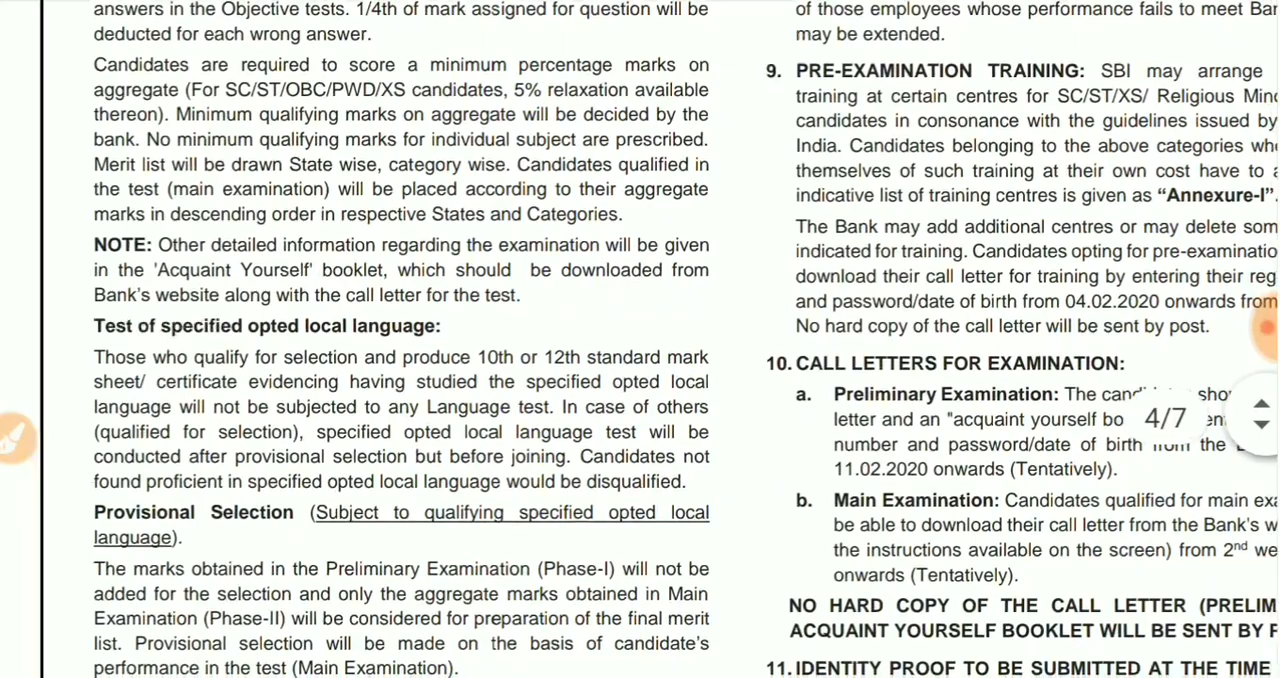 answers in the Objective tests. 1/4th of mark assigned for question will be
deducted for each wrong answer.
Candidates are required to score a minimum percentage marks on
aggregate (For SC/ST/OBC/PWD/XS candidates, 5% relaxation available
thereon). Minimum qualifying marks on aggregate will be decided by the
bank. No minimum qualifying marks for individual subject are prescribed.
Merit list will be drawn State wise, category wise. Candidates qualified in
the test (main examination) will be placed according to their aggregate
marks in descending order in respective States and Categories.
NOTE: Other detailed information regarding the examination will be given
in the 'Acquaint Yourself' booklet, which should be downloaded from
Bank's website along with the call letter for the test.
Test of specified opted local language:
Those who qualify for selection and produce 10th or 12th standard mark
sheet/ certificate evidencing having studied the specified opted local
language will not be subjected to any Language test. In case of others
(qualified for selection), specified opted local language test will be
conducted after provisional selection but before joining. Candidates not
found proficient in specified opted local language would be disqualified.
Provisional Selection (Subject to qualifying specified opted local
language).
The marks obtained in the Preliminary Examination (Phase-I) will not be
added for the selection and only the aggregate marks obtained in Main
Examination (Phase-II) will be considered for preparation of the final merit
list. Provisional selection will be made on the basis of candidate's
performance in the test (Main Examination).
of those employees whose performance fails to meet
may be extended.
9. PRE-EXAMINATION TRAINING: SBI may arrange
training at certain centres for SC/ST/XS/ Religious
candidates in consonance with the guidelines issued by
India. Candidates belonging to the above categories
themselves of such training at their own cost have to
indicative list of training centres is given as “Annexure-I”.
The Bank may add additional centres or may delete
indicated for training. Candidates opting for
download their call letter for training by entering their
and password/date of birth from 04.02.2020 onwards from
No hard copy of the call letter will be sent by post.
10. CALL LETTERS FOR EXAMINATION:
a. Preliminary Examination: The
letter and an "acquaint yourself 4/7
number and password/date of birth the
11.02.2020 onwards (Tentatively).
b. Main Examination: Candidates qualified for main
be able to download their call letter from the Bank's
the instructions available on the screen) from 2nd
onwards (Tentatively).
NO HARD COPY OF THE CALL LETTER
ACQUAINT YOURSELF BOOKLET WILL BE SENT BY
11. IDENTITY PROOF TO BE SUBMITTED AT THE TIME